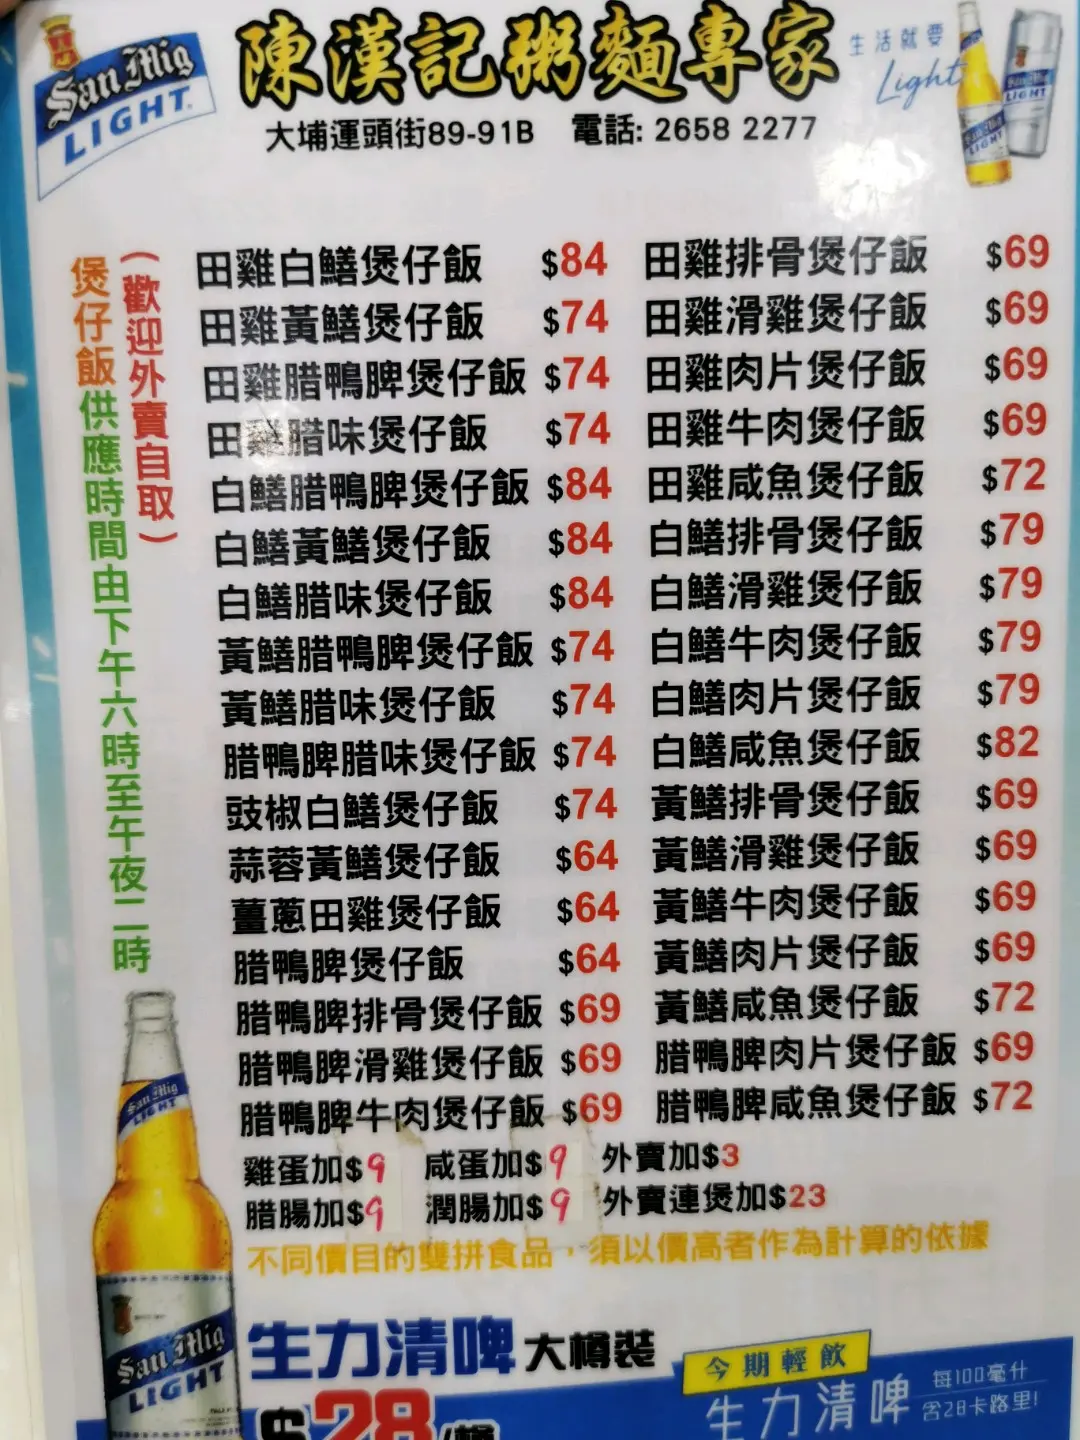 San Mig
LIGHT
陳漢記粥麵專家
生活就要
Light
大埔運頭街89-91B 電話: 2658 2277
(歡迎外賣自取)
煲仔飯供應時間由下午六時至午夜二時
田雞白鱔煲仔飯 $84
田雞黃鱔煲仔飯 $74
田雞腊鴨脾煲仔飯 $74
田雞腊味煲仔飯 $74
白鱔腊鴨脾煲仔飯 $84
白鱔黃鱔煲仔飯 $84
白鱔腊味煲仔飯 $84
黃鱔腊鴨脾煲仔飯 $74
黃鱔腊味煲仔飯 $74
腊鴨脾腊味煲仔飯 $74
豉椒白鱔煲仔飯 $74
蒜蓉黃鱔煲仔飯 $64
薑蔥田雞煲仔飯 $64
腊鴨脾煲仔飯 $64
腊鴨脾排骨煲仔飯 $69
腊鴨脾滑雞煲仔飯 $69
腊鴨脾牛肉煲仔飯 $69
田雞排骨煲仔飯 $69
田雞滑雞煲仔飯 $69
田雞肉片煲仔飯 $69
田雞牛肉煲仔飯 $69
田雞咸魚煲仔飯 $72
白鱔排骨煲仔飯 $79
白鱔滑雞煲仔飯 $79
白鱔牛肉煲仔飯 $79
白鱔肉片煲仔飯 $79
白鱔咸魚煲仔飯 $82
黃鱔排骨煲仔飯 $69
黃鱔滑雞煲仔飯 $69
黃鱔牛肉煲仔飯 $69
黃鱔肉片煲仔飯 $69
黃鱔咸魚煲仔飯 $72
腊鴨脾肉片煲仔飯 $69
腊鴨脾咸魚煲仔飯 $72
雞蛋加$9 咸蛋加$9 外賣加$3
腊腸加$9 潤腸加$9 外賣連煲加$23
不同價目的雙拼食品，須以價高者作為計算的依據
San Mig
LIGHT
San Mig
LIGHT
生力清啤 大樽裝
$28/樽
今期輕飲
生力清啤
每100毫升
含28卡路里!